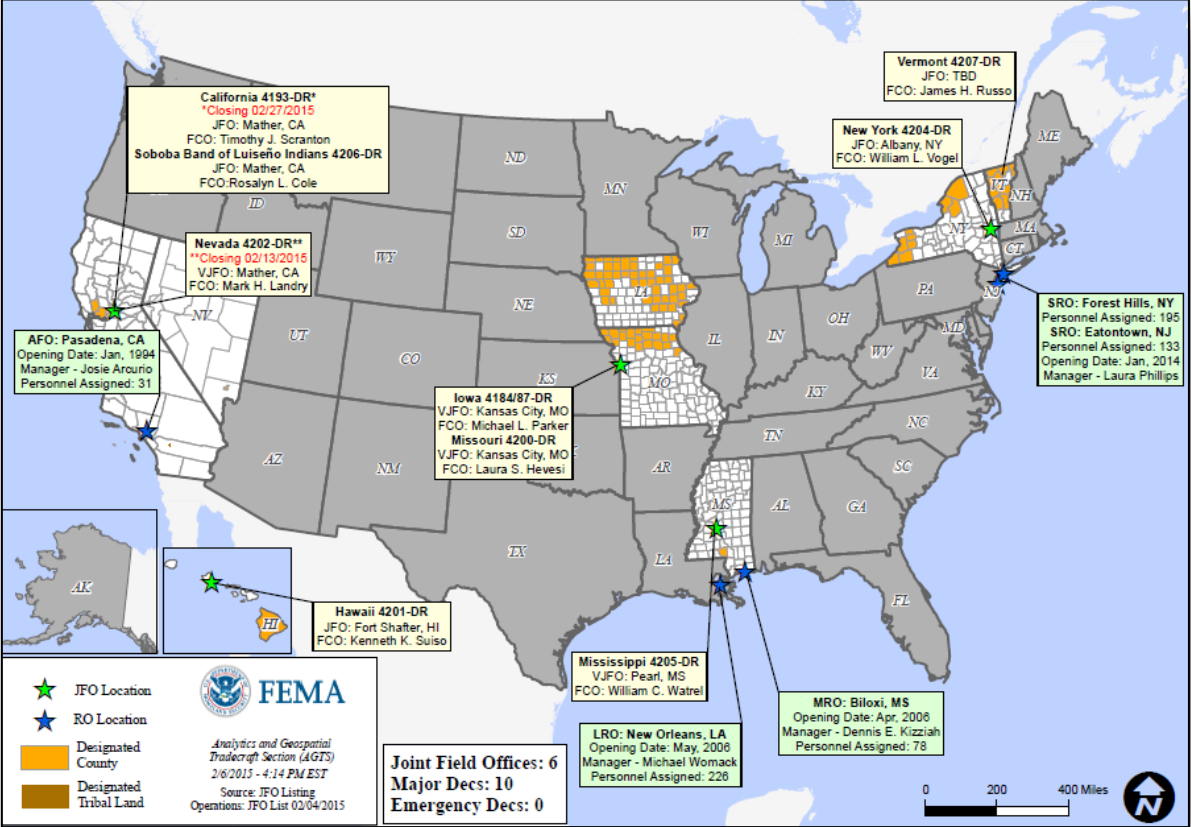 Vermont 4207-DR
JFO: TBD
FCO: James H. Russo
California 4193-DR*
*Closing 02/27/2015
JFO: Mather, CA
FCO: Timothy J. Scranton
Soboba Band of Luiseño Indians 4206-DR
JFO: Mather, CA
FCO:Rosalyn L. Cole
New York 4204-DR
JFO: Albany, NY
FCO: William L. Vogel
Nevada 4202-DR**
**Closing 02/13/2015
VJFO: Mather, CA
FCO: Mark H. Landry
AFO: Pasadena, CA
Opening Date: Jan, 1994
Manager - Josie Arcurio
Personnel Assigned: 31
SRO: Forest Hills, NY
Personnel Assigned: 195
SRO: Eatontown, NJ
Personnel Assigned: 133
Opening Date: Jan, 2014
Manager - Laura Phillips
Iowa 4184/87-DR
VJFO: Kansas City, MO
FCO: Michael L. Parker
Missouri 4200-DR
VJFO: Kansas City, MO
FCO: Laura S. Hevesi
ME
ND
MN
VT
NH
ID
SD
WI
MI
NY
MA
CT
WY
IA
PA
NJ
NV
NE
OH
MD
UT
IL
IN
WV
CO
KS
MO
VA
KY
NC
TN
AZ
NM
AR
SC
MS
AL
GA
TX
LA
FL
AK
HI
Hawaii 4201-DR
JFO: Fort Shafter, HI
FCO: Kenneth K. Suiso
Mississippi 4205-DR
VJFO: Pearl, MS
FCO: William C. Watrel
LRO: New Orleans, LA
Opening Date: May, 2006
Manager - Michael Womack
Personnel Assigned: 226
MRO: Biloxi, MS
Opening Date: Apr, 2006
Manager - Dennis E. Kizziah
Personnel Assigned: 78
JFO Location
RO Location
Designated
County
Designated
Tribal Land
FEMA
Analytics and Geospatial
Tradecraft Section (AGTS)
2/6/2015 - 4:14 PM EST
Source: JFO Listing
Operations: JFO List 02/04/2015
Joint Field Offices: 6
Major Decs: 10
Emergency Decs: 0
0 200 400 Miles
N